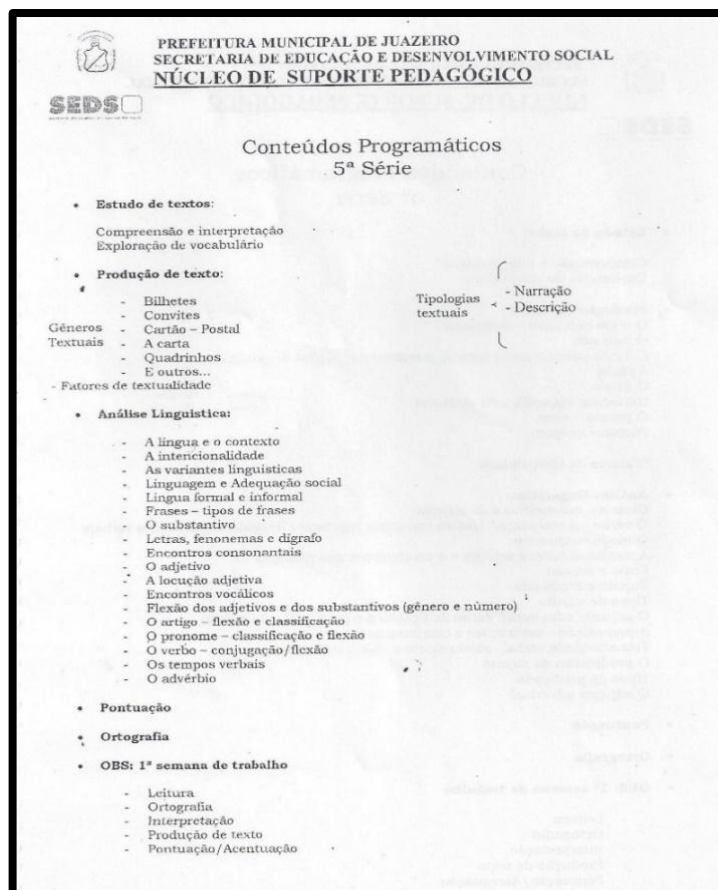 PREFEITURA MUNICIPAL DE JUAZEIRO
SECRETARIA DE EDUCAÇÃO E DESENVOLVIMENTO SOCIAL
NÚCLEO DE SUPORTE PEDAGÓGICO
SEDS
Conteúdos Programáticos
5ª Série
• Estudo de textos:
Compreensão e interpretação
Exploração de vocabulário
• Produção de texto:
Gêneros Textuais
- Bilhetes
- Convites
- Cartão – Postal
- A carta
- Quadrinhos
- E outros...
Tipologias textuais
- Narração
- Descrição
- Fatores de textualidade
• Análise Linguistica:
- A língua e o contexto
- A intencionalidade
- As variantes linguisticas
- Linguagem e Adequação social
- Lingua formal e informal
- Frases – tipos de frases
- O substantivo
- Letras, fenonemas e dígrafo
- Encontros consonantais
- O adjetivo
- A locução adjetiva
- Encontros vocálicos
- Flexão dos adjetivos e dos substantivos (gênero e número)
- O artigo – flexão e classificação
- O pronome – classificação e flexão
- O verbo – conjugação/flexão
- Os tempos verbais
- O advérbio
• Pontuação
• Ortografia
• OBS: 1ª semana de trabalho
- Leitura
- Ortografia
- Interpretação
- Produção de texto
- Pontuação/Acentuação